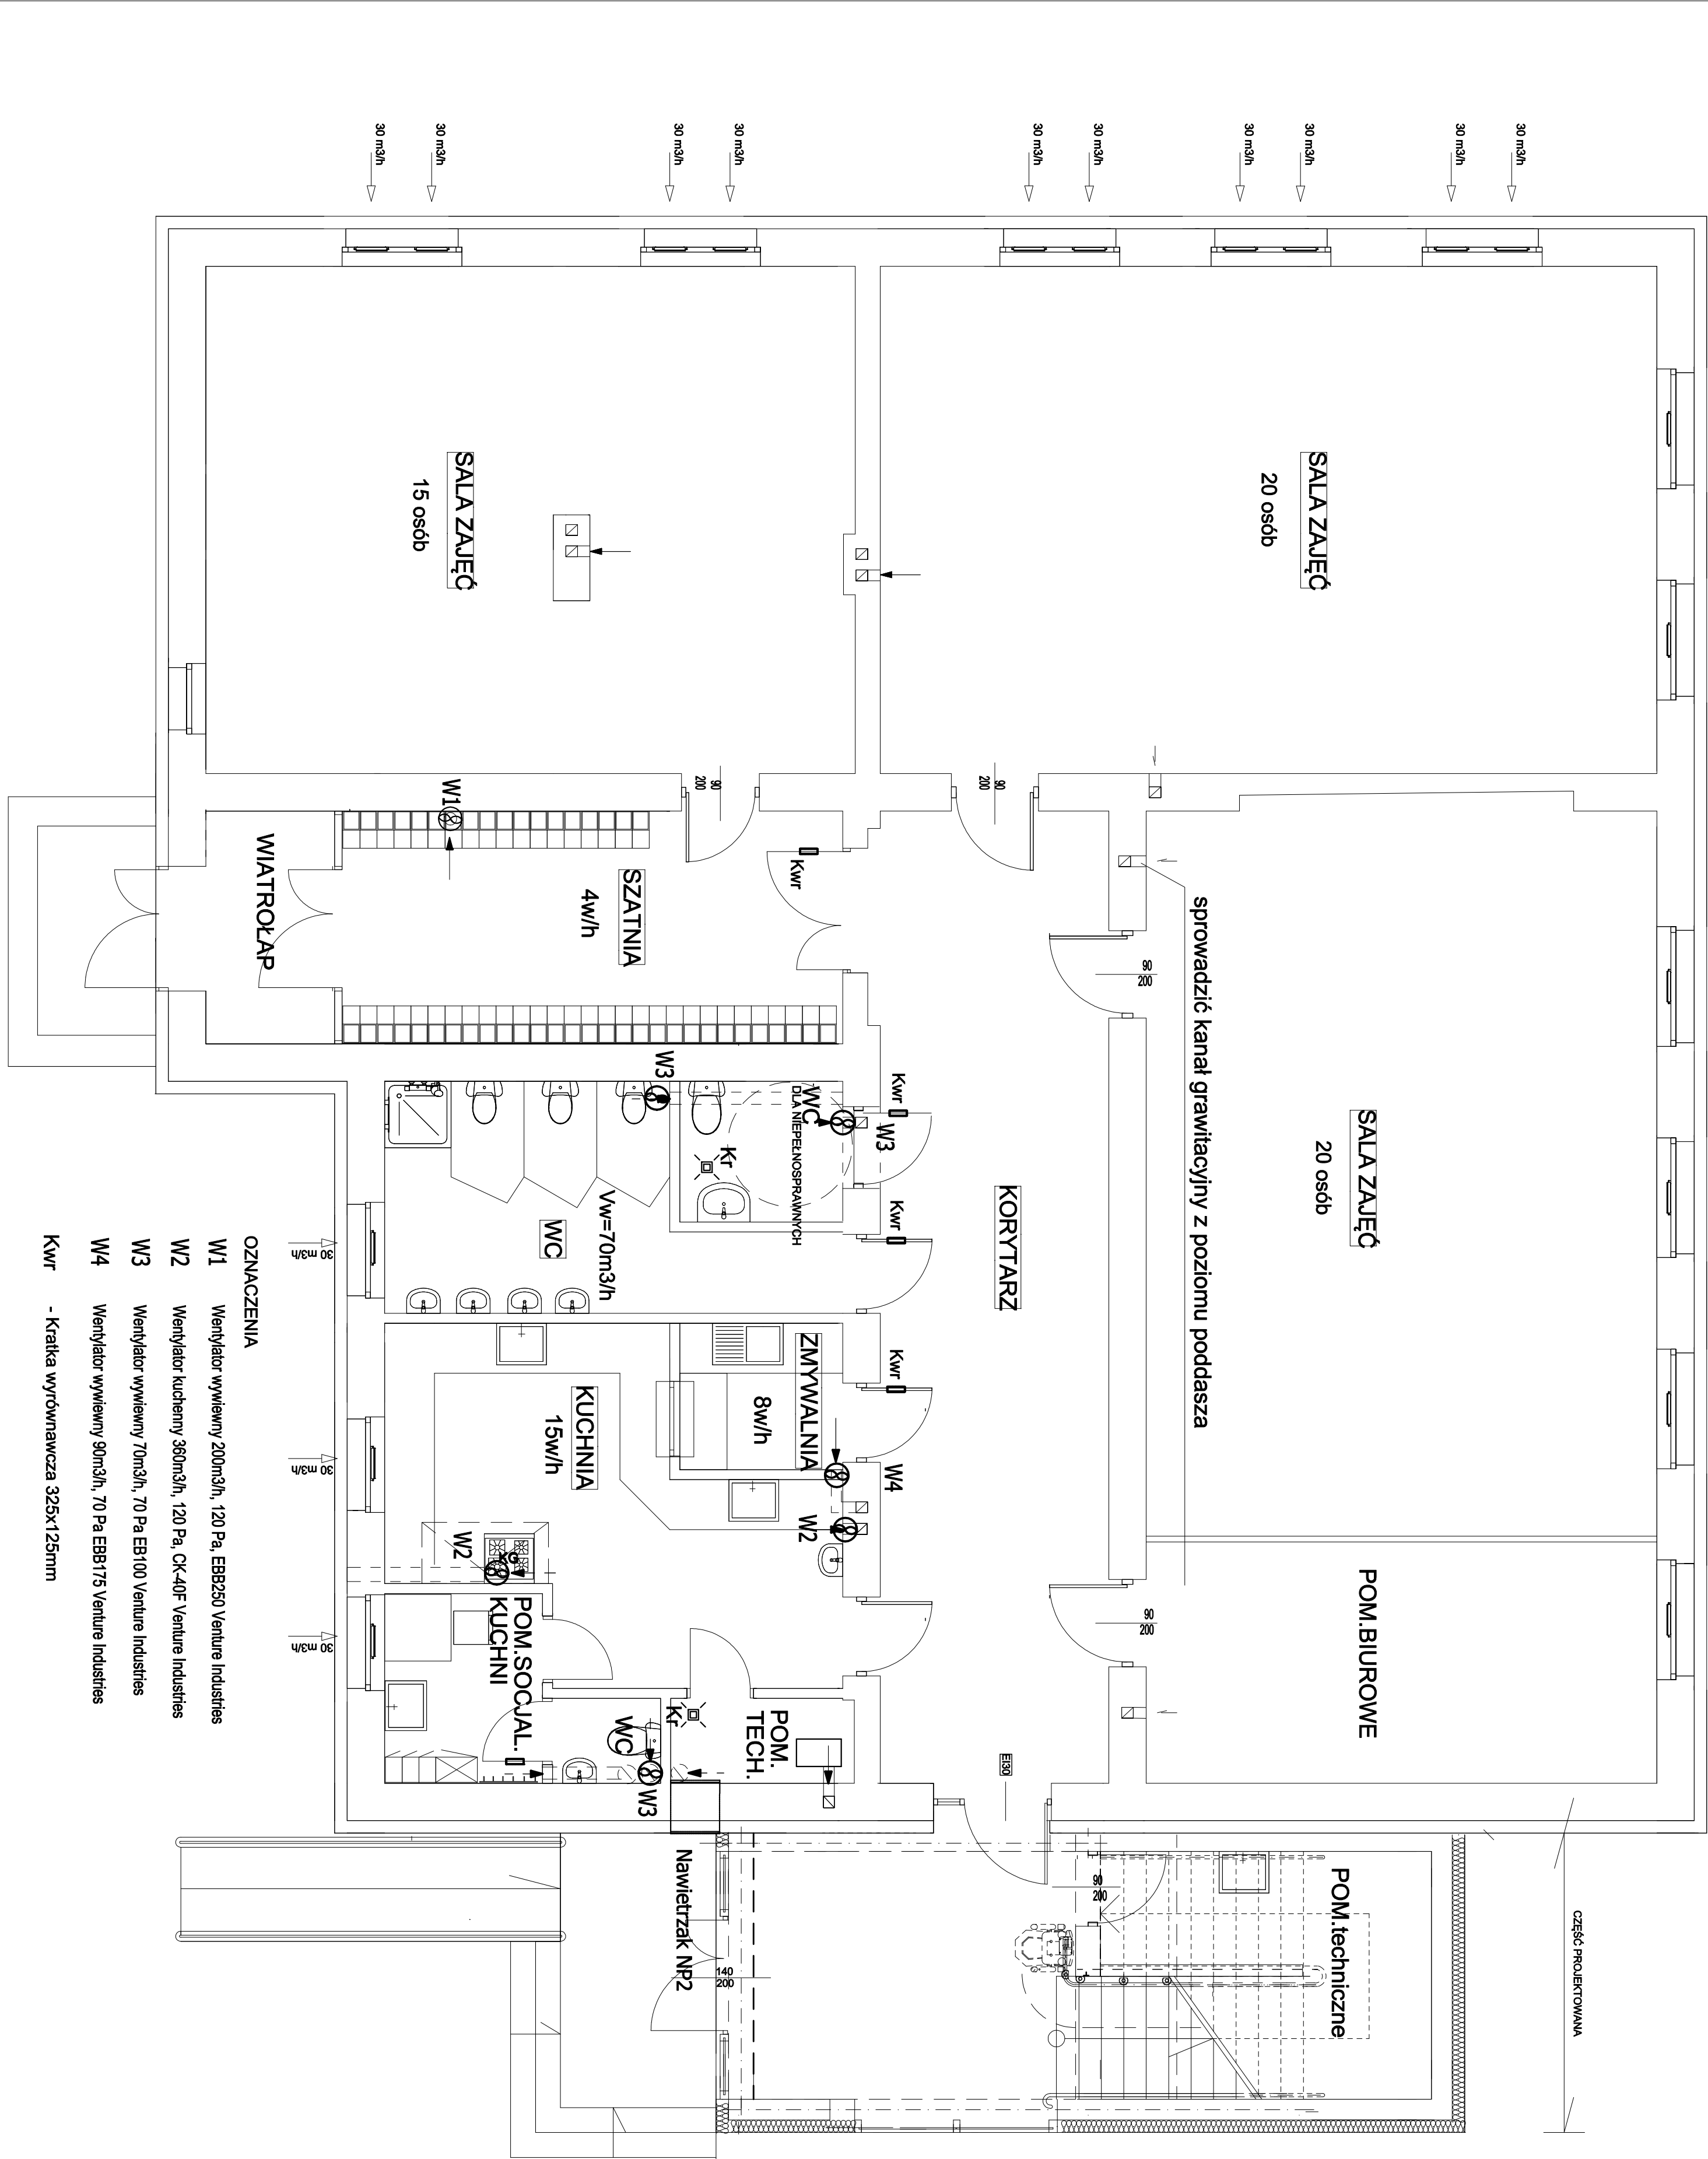 30 m3/h
30 m3/h
30 m3/h
30 m3/h
30 m3/h
30 m3/h
30 m3/h
30 m3/h
30 m3/h
30 m3/h
SALA ZAJĘĆ
20 osób
SALA ZAJĘĆ
15 osób
90
200
90
200
W1
Kwr
SZATNIA
4w/h
WIATROŁAP
sprowadzić kanał grawitacyjny z poziomu poddasza
90
200
SALA ZAJĘĆ
20 osób
KORYTARZ
Kwr
W3
WC
DLA NIEPEŁNOSPRAWNYCH
Kr
W3
Kwr
Vw=70m3/h
WC
30 m3/h
Kwr
ZMYWALNIA
8w/h
KUCHNIA
15w/h
30 m3/h
W4
W2
W2
KG
POM.SOCJAL.
KUCHNI
30 m3/h
POM.BIUROWE
90
200
POM.
TECH.
Kr
WC
W3
EI30
Nawietrzak NP2
140
200
90
200
POM.techniczne
CZĘŚĆ PROJEKTOWANA
OZNACZENIA
W1 Wentylator wywiewny 200m3/h, 120 Pa, EBB250 Venture Industries
W2 Wentylator kuchenny 360m3/h, 120 Pa, CK-40F Venture Industries
W3 Wentylator wywiewny 70m3/h, 70 Pa EB100 Venture Industries
W4 Wentylator wywiewny 90m3/h, 70 Pa EBB175 Venture Industries
Kwr - Kratka wyrównawcza 325x125mm